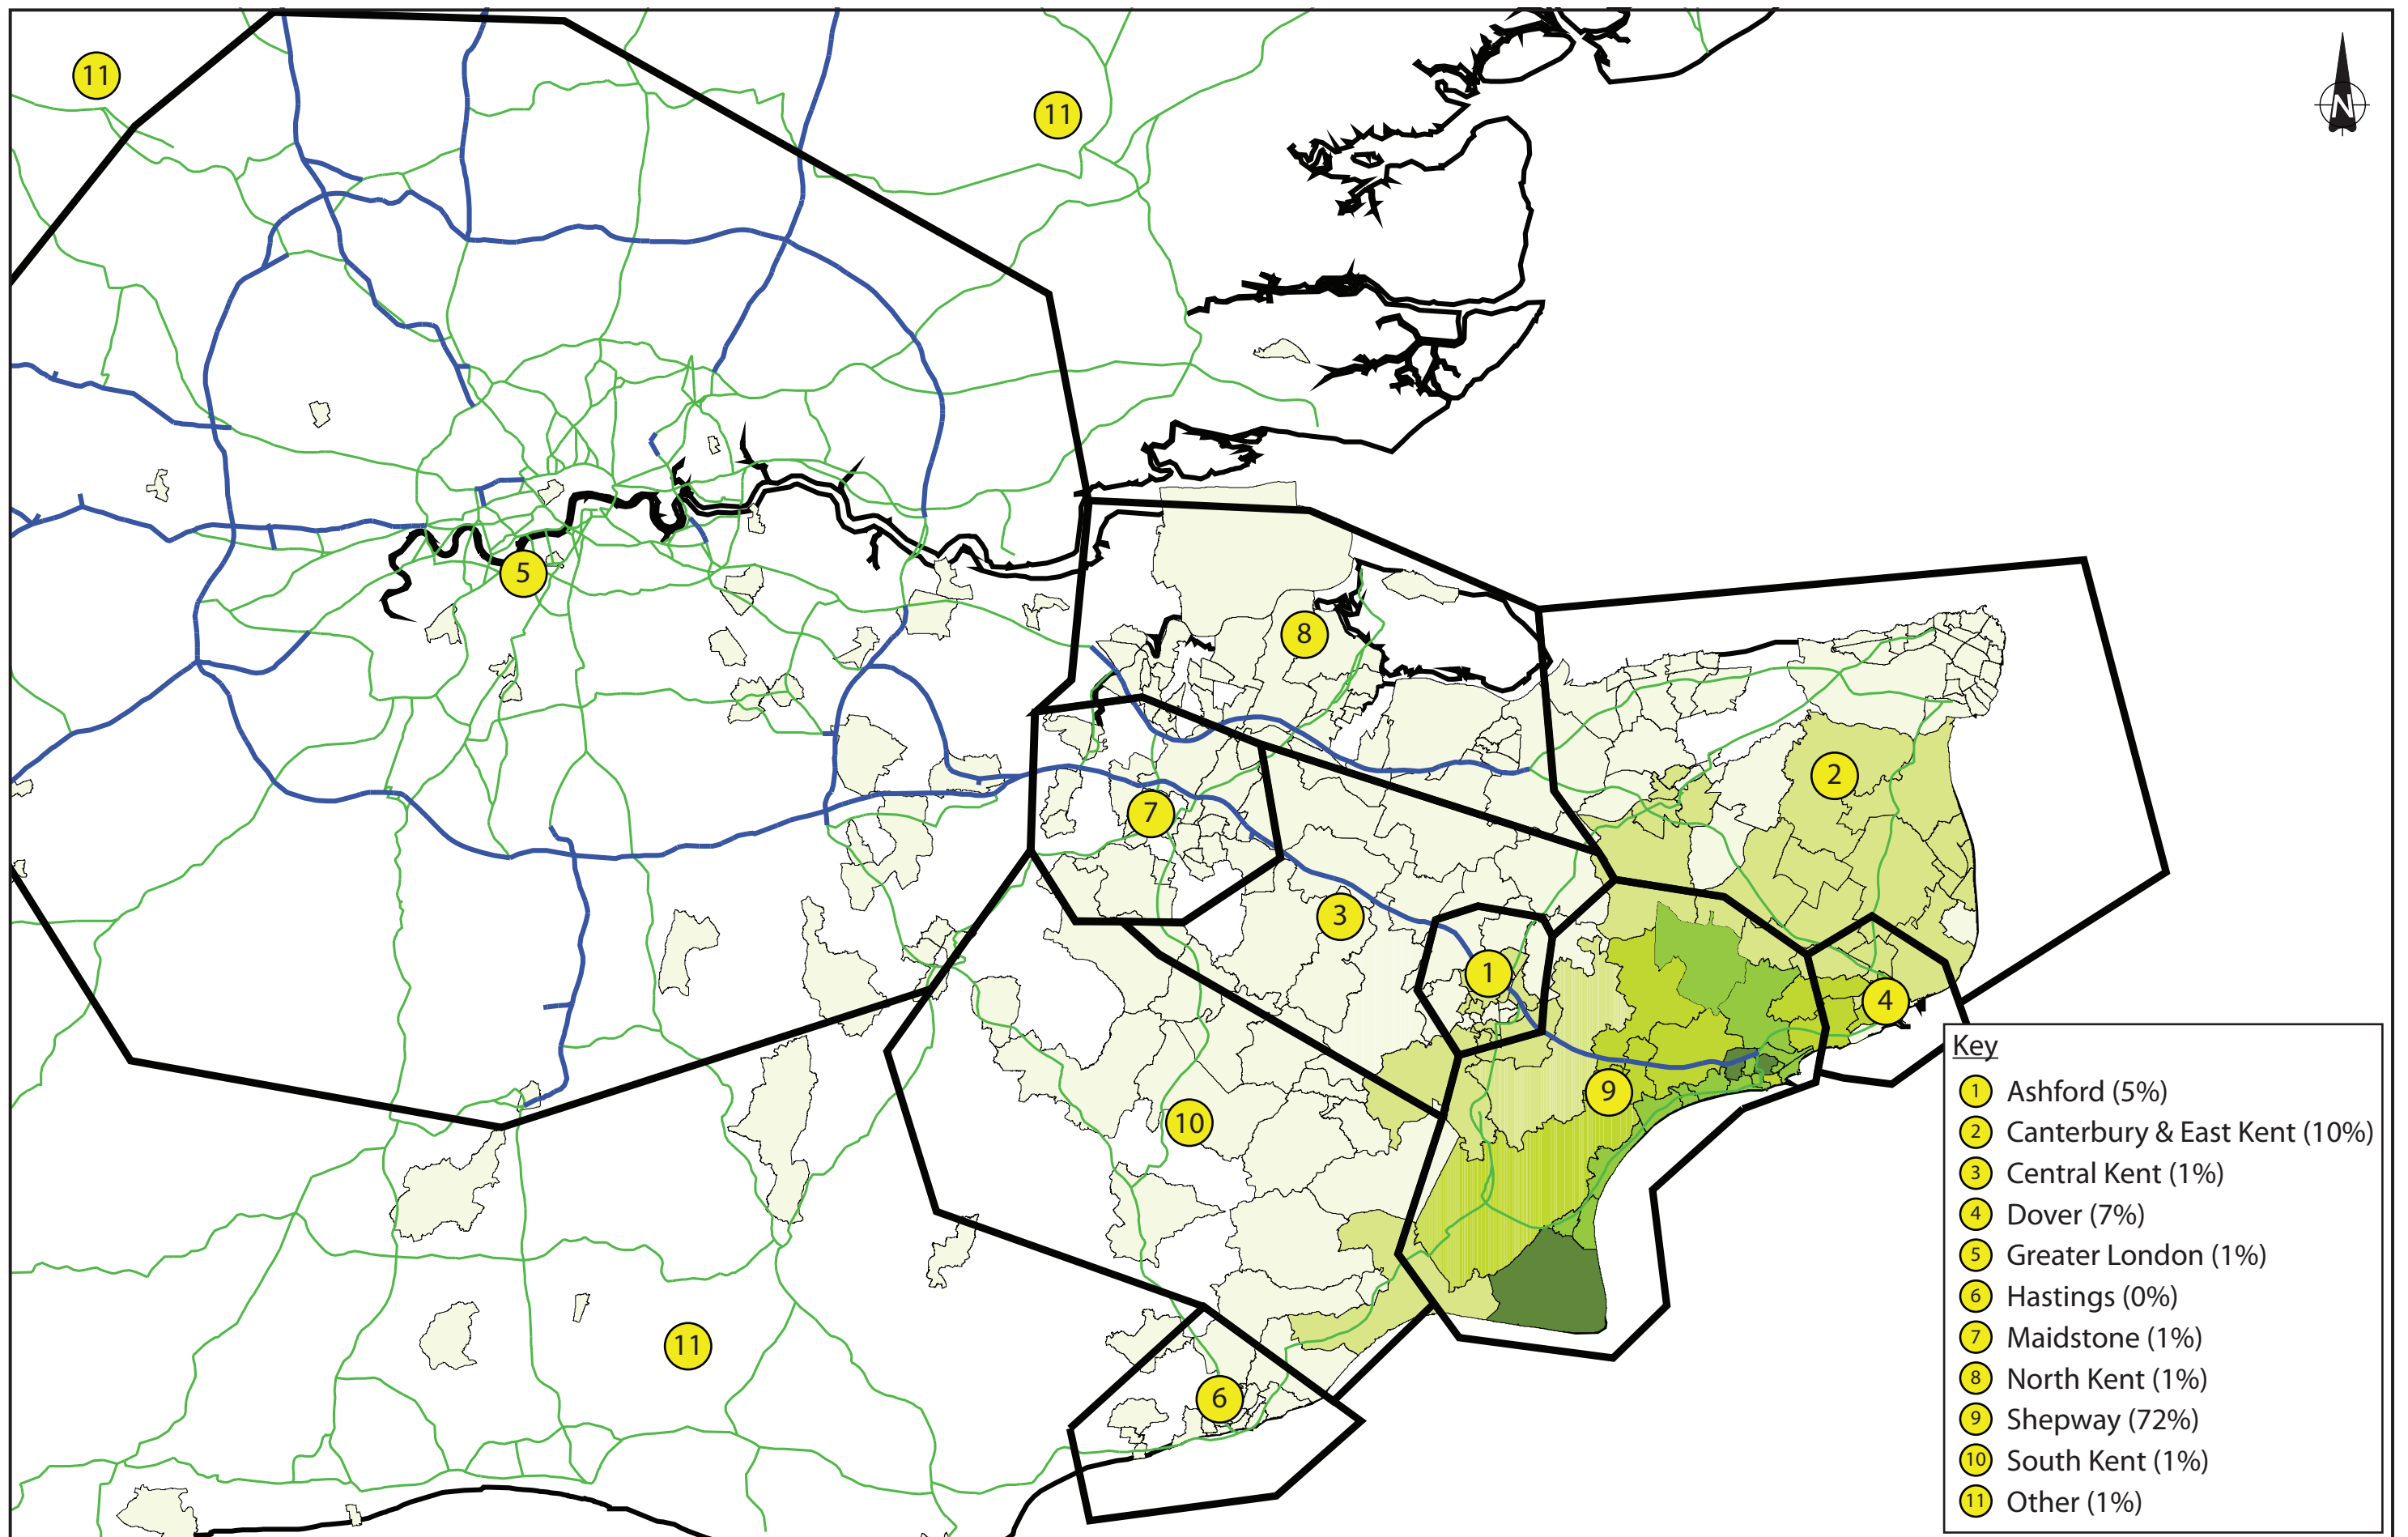 11
11
N
5
8
2
7
3
1
4
9
10
11
6
Key
1 Ashford (5%)
2 Canterbury & East Kent (10%)
3 Central Kent (1%)
4 Dover (7%)
5 Greater London (1%)
6 Hastings (0%)
7 Maidstone (1%)
8 North Kent (1%)
9 Shepway (72%)
10 South Kent (1%)
11 Other (1%)